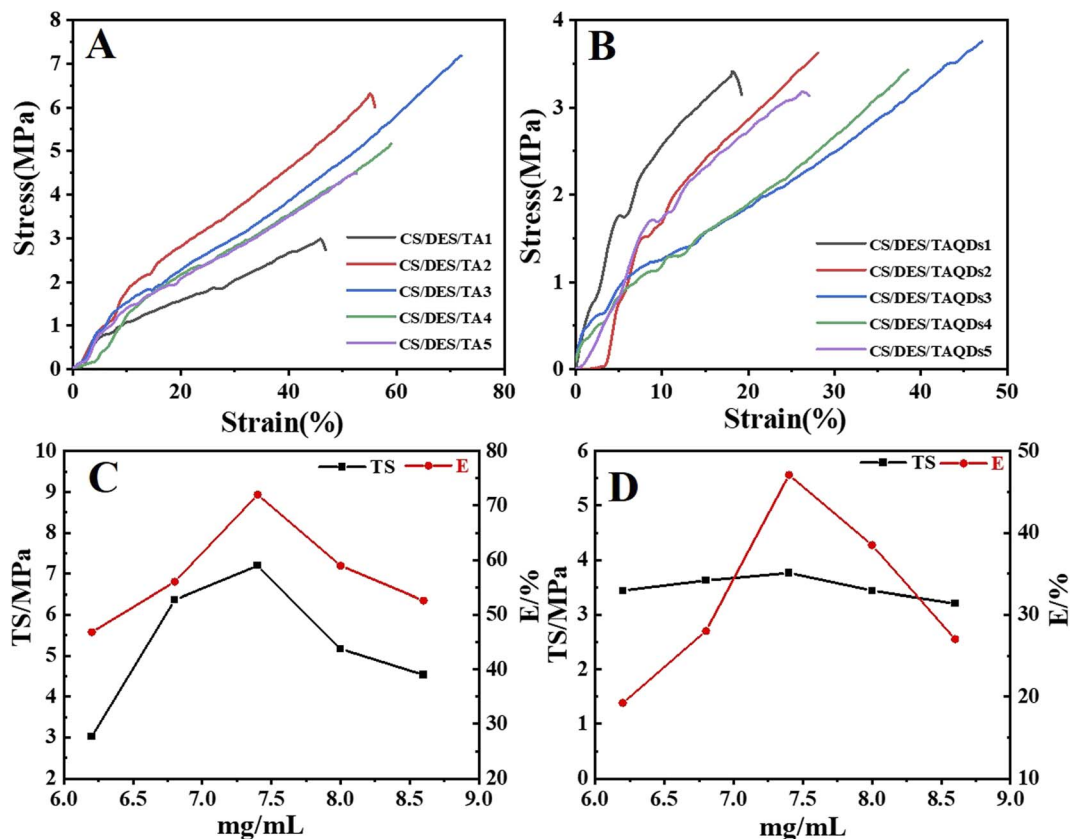 A
Stress(MPa)
8
7
6
5
4
3
2
1
0
0 20 40 60 80
Strain(%)
CS/DES/TA1
CS/DES/TA2
CS/DES/TA3
CS/DES/TA4
CS/DES/TA5
B
Stress(MPa)
4
3
2
1
0
0 10 20 30 40 50
Strain(%)
CS/DES/TAQDs1
CS/DES/TAQDs2
CS/DES/TAQDs3
CS/DES/TAQDs4
CS/DES/TAQDs5
C
TS E
TS/MPa
10
9
8
7
6
5
4
3
2
E/%
80
70
60
50
40
30
20
6.0 6.5 7.0 7.5 8.0 8.5 9.0
mg/mL
D
TS E
TS/MPa
6
5
4
3
2
1
0
E/%
50
40
30
20
10
6.0 6.5 7.0 7.5 8.0 8.5 9.0
mg/mL